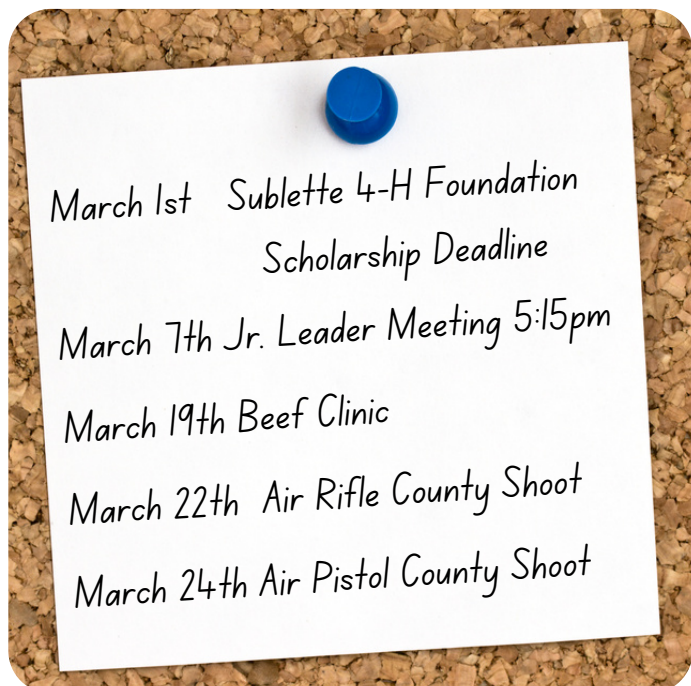 March 1st Sublette 4-H Foundation
Scholarship Deadline
March 7th Jr. Leader Meeting 5:15pm
March 19th Beef Clinic
March 22th Air Rifle County Shoot
March 24th Air Pistol County Shoot